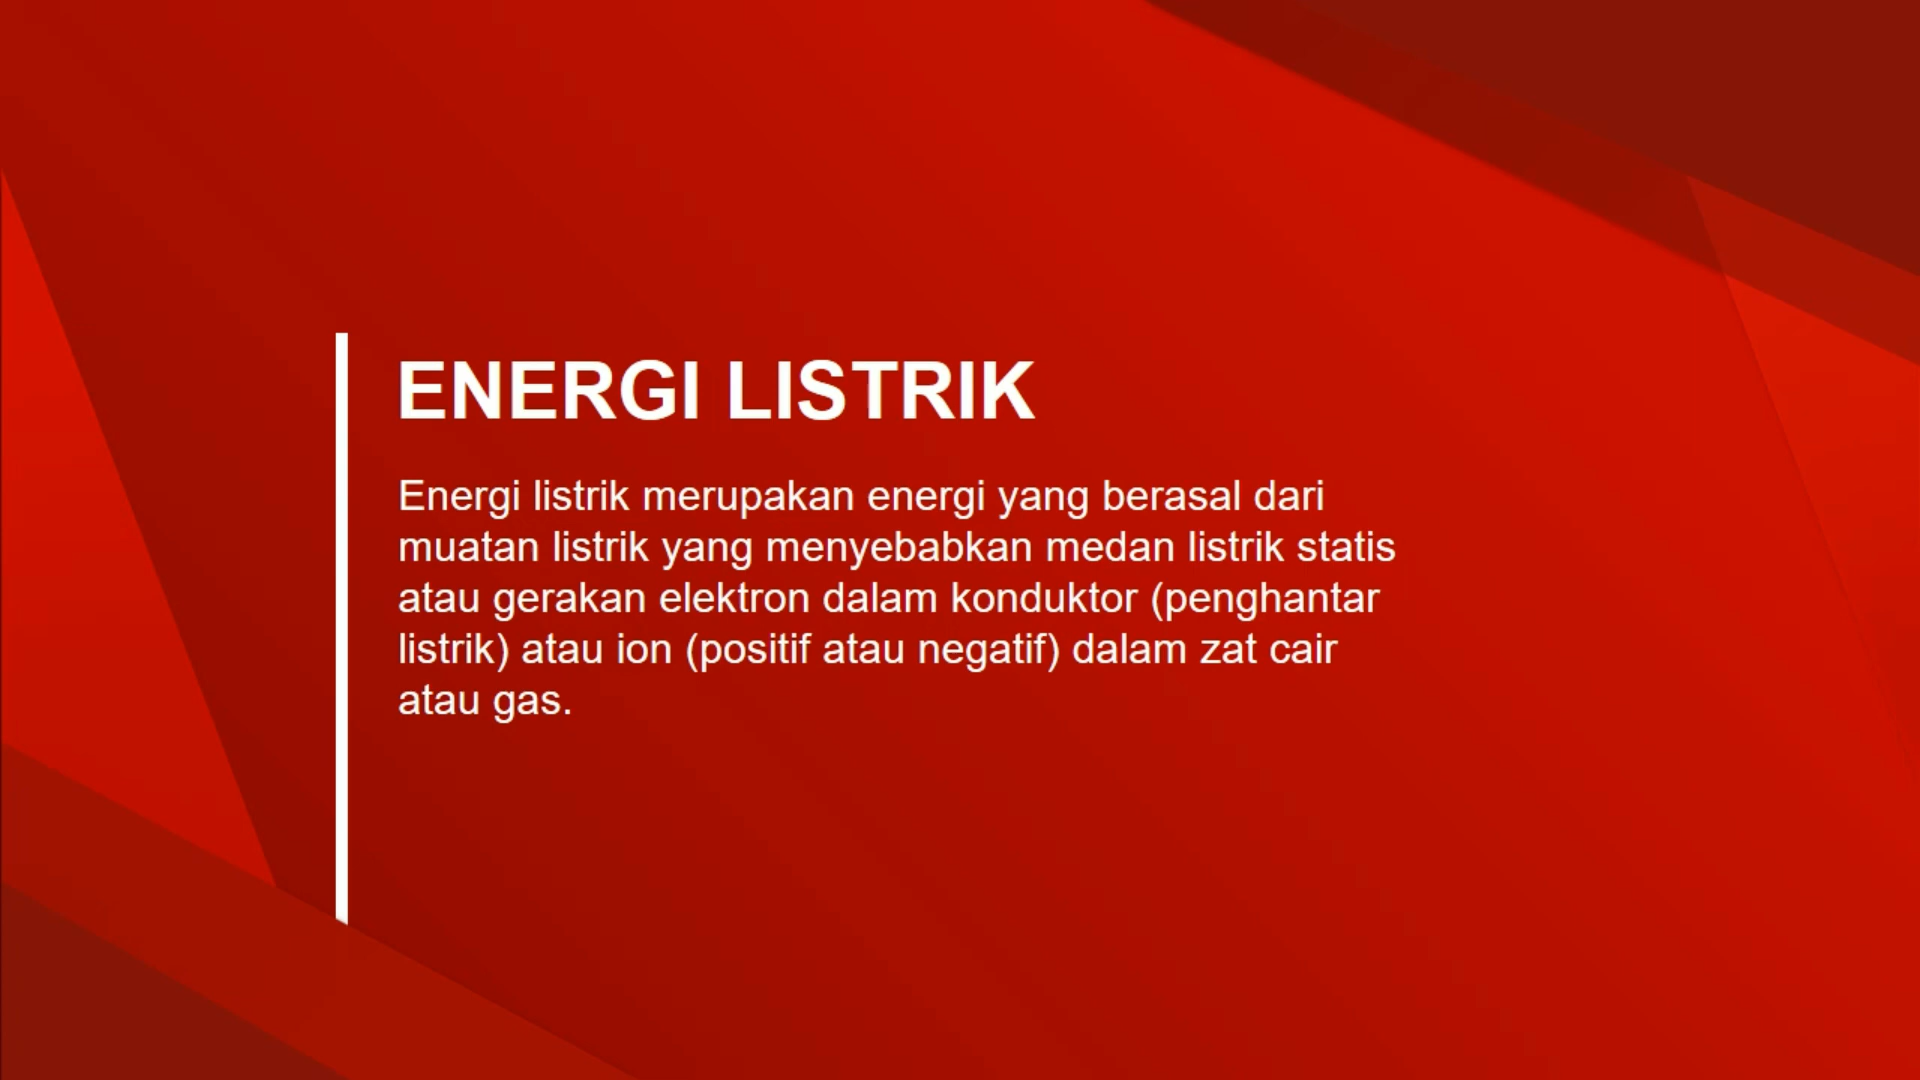 ENERGI LISTRIK
Energi listrik merupakan energi yang berasal dari
muatan listrik yang menyebabkan medan listrik statis
atau gerakan elektron dalam konduktor (penghantar
listrik) atau ion (positif atau negatif) dalam zat cair
atau gas.